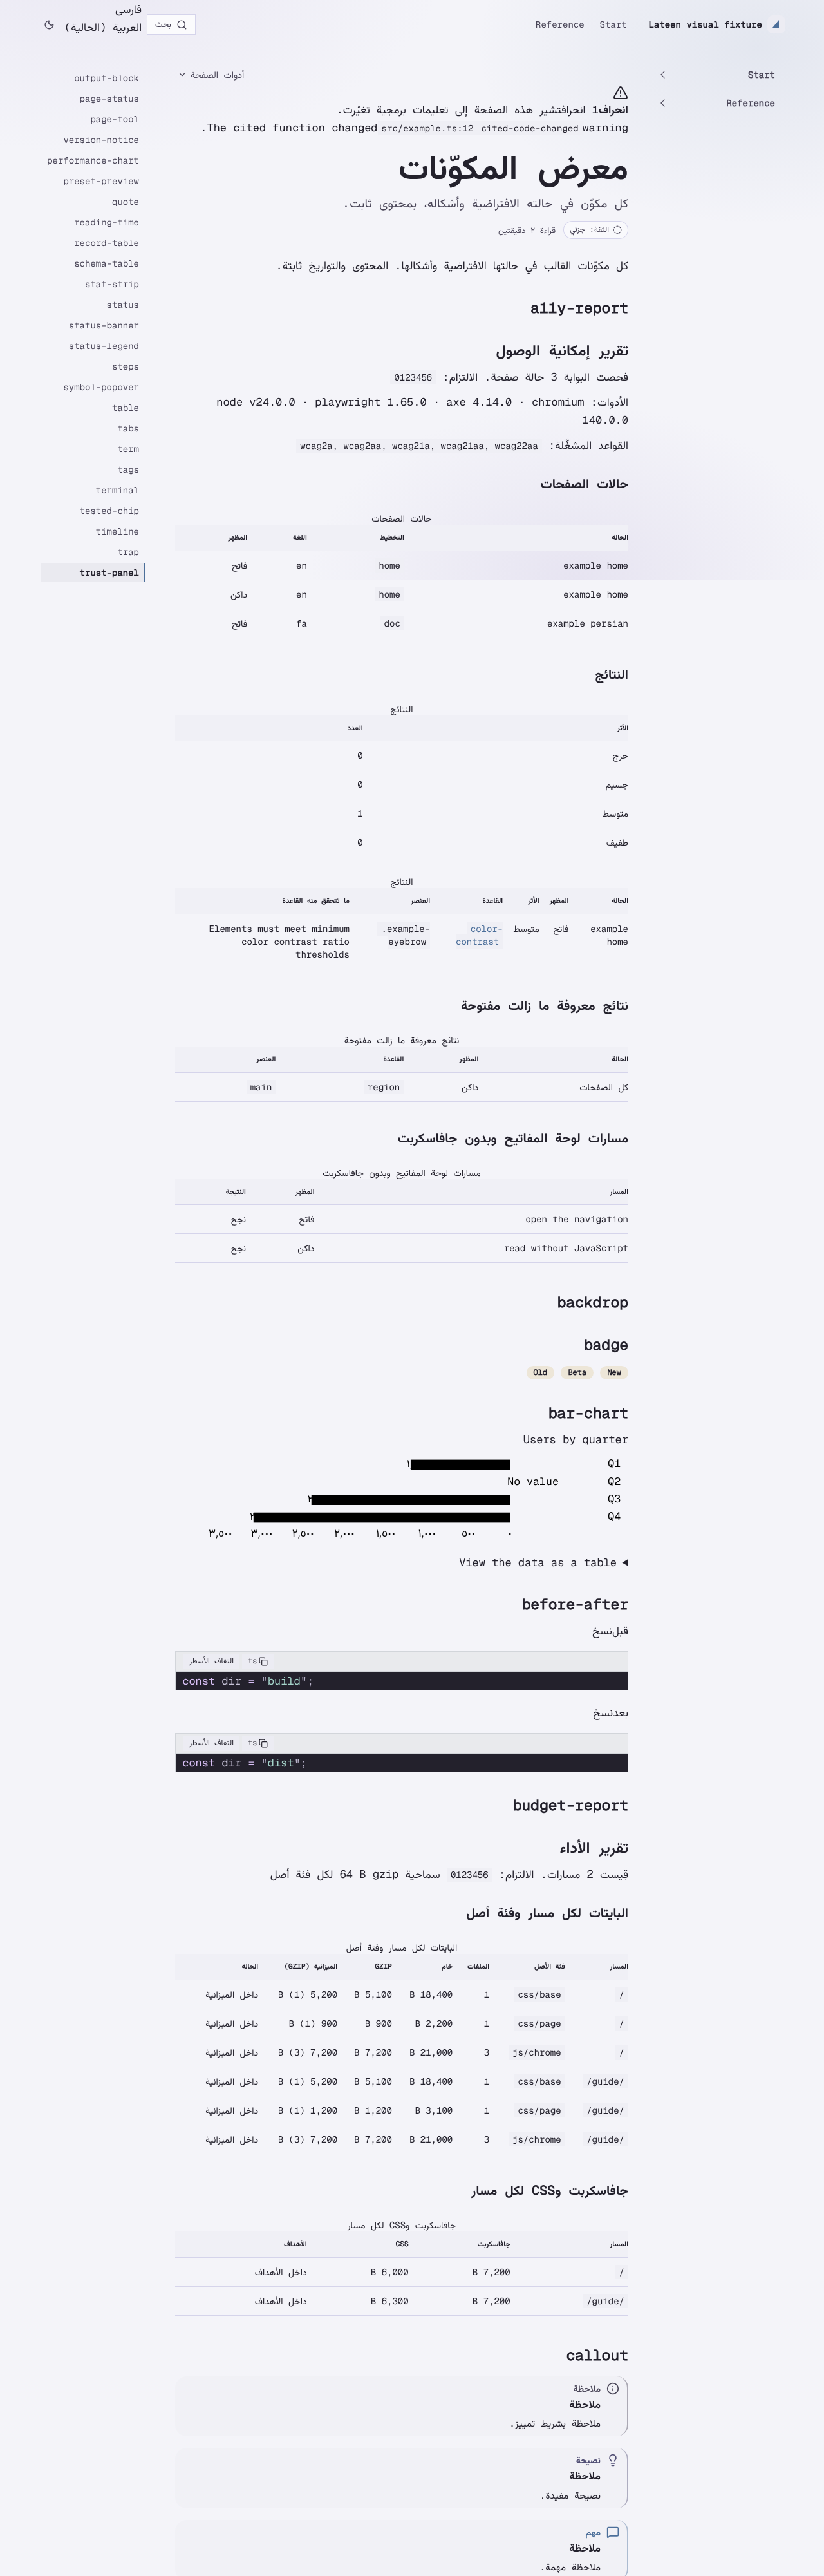 Lateen visual fixture
Start
Reference
بحث
فارسی
العربية (الحالية)
Start
Reference
أدوات الصفحة
انحراف1 انحرافتشير هذه الصفحة إلى تعليمات برمجية تغيّرت.
warning cited-code-changed src/example.ts:12 The cited function changed.
معرض المكوّنات
كل مكوّن في حالته الافتراضية وأشكاله، بمحتوى ثابت.
الثقة: جزئي
قراءة ٢ دقيقتين
كل مكوّنات القالب في حالتها الافتراضية وأشكالها. المحتوى والتواريخ ثابتة.
a11y-report
تقرير إمكانية الوصول
فحصت البوابة 3 حالة صفحة. الالتزام: 0123456
الأدوات: node v24.0.0 · playwright 1.65.0 · axe 4.14.0 · chromium
140.0.0
القواعد المشغَّلة: wcag2a, wcag2aa, wcag21a, wcag21aa, wcag22aa
حالات الصفحات
حالات الصفحات
الحالة التخطيط اللغة المظهر
example home home en فاتح
example home home en داكن
example persian doc fa فاتح
النتائج
النتائج
الأثر العدد
حرج 0
جسيم 0
متوسط 1
طفيف 0
النتائج
الحالة المظهر الأثر القاعدة العنصر ما تتحقق منه القاعدة
example home فاتح متوسط color-contrast .example-eyebrow Elements must meet minimum color contrast ratio thresholds
نتائج معروفة ما زالت مفتوحة
نتائج معروفة ما زالت مفتوحة
الحالة المظهر القاعدة العنصر
كل الصفحات داكن region main
مسارات لوحة المفاتيح وبدون جافاسكربت
مسارات لوحة المفاتيح وبدون جافاسكربت
المسار المظهر النتيجة
open the navigation فاتح نجح
read without JavaScript داكن نجح
backdrop
badge
New Beta Old
bar-chart
Users by quarter
Q1 ١
Q2 No value
Q3
Q4
٠ ٥٠٠ ١,٠٠٠ ١,٥٠٠ ٢,٠٠٠ ٢,٥٠٠ ٣,٠٠٠ ٣,٥٠٠
View the data as a table
before-after
قبلنسخ
ts التفاف الأسطر
const dir = "build";
بعدنسخ
ts التفاف الأسطر
const dir = "dist";
budget-report
تقرير الأداء
قِيست 2 مسارات. الالتزام: 0123456 سماحية 64 B gzip لكل فئة أصل
البايتات لكل مسار وفئة أصل
البايتات لكل مسار وفئة أصل
المسار فئة الأصل الملفات خام GZIP الميزانية (GZIP) الحالة
/ css/base 1 18,400 B 5,100 B 5,200 B (1) داخل الميزانية
/ css/page 1 2,200 B 900 B 900 B (1) داخل الميزانية
/ js/chrome 3 21,000 B 7,200 B 7,200 B (3) داخل الميزانية
/guide/ css/base 1 18,400 B 5,100 B 5,200 B (1) داخل الميزانية
/guide/ css/page 1 3,100 B 1,200 B 1,200 B (1) داخل الميزانية
/guide/ js/chrome 3 21,000 B 7,200 B 7,200 B (3) داخل الميزانية
جافاسكربت وCSS لكل مسار
جافاسكربت وCSS لكل مسار
المسار جافاسكربت CSS الأهداف
/ 7,200 B 6,000 B داخل الأهداف
/guide/ 7,200 B 6,300 B داخل الأهداف
callout
ملاحظة
ملاحظة
ملاحظة بشريط تمييز.
نصيحة
ملاحظة
نصيحة مفيدة.
مهم
ملاحظة
ملاحظة مهمة.
output-block
page-status
page-tool
version-notice
performance-chart
preset-preview
quote
reading-time
record-table
schema-table
stat-strip
status
status-banner
status-legend
steps
symbol-popover
table
tabs
term
tags
terminal
tested-chip
timeline
trap
trust-panel